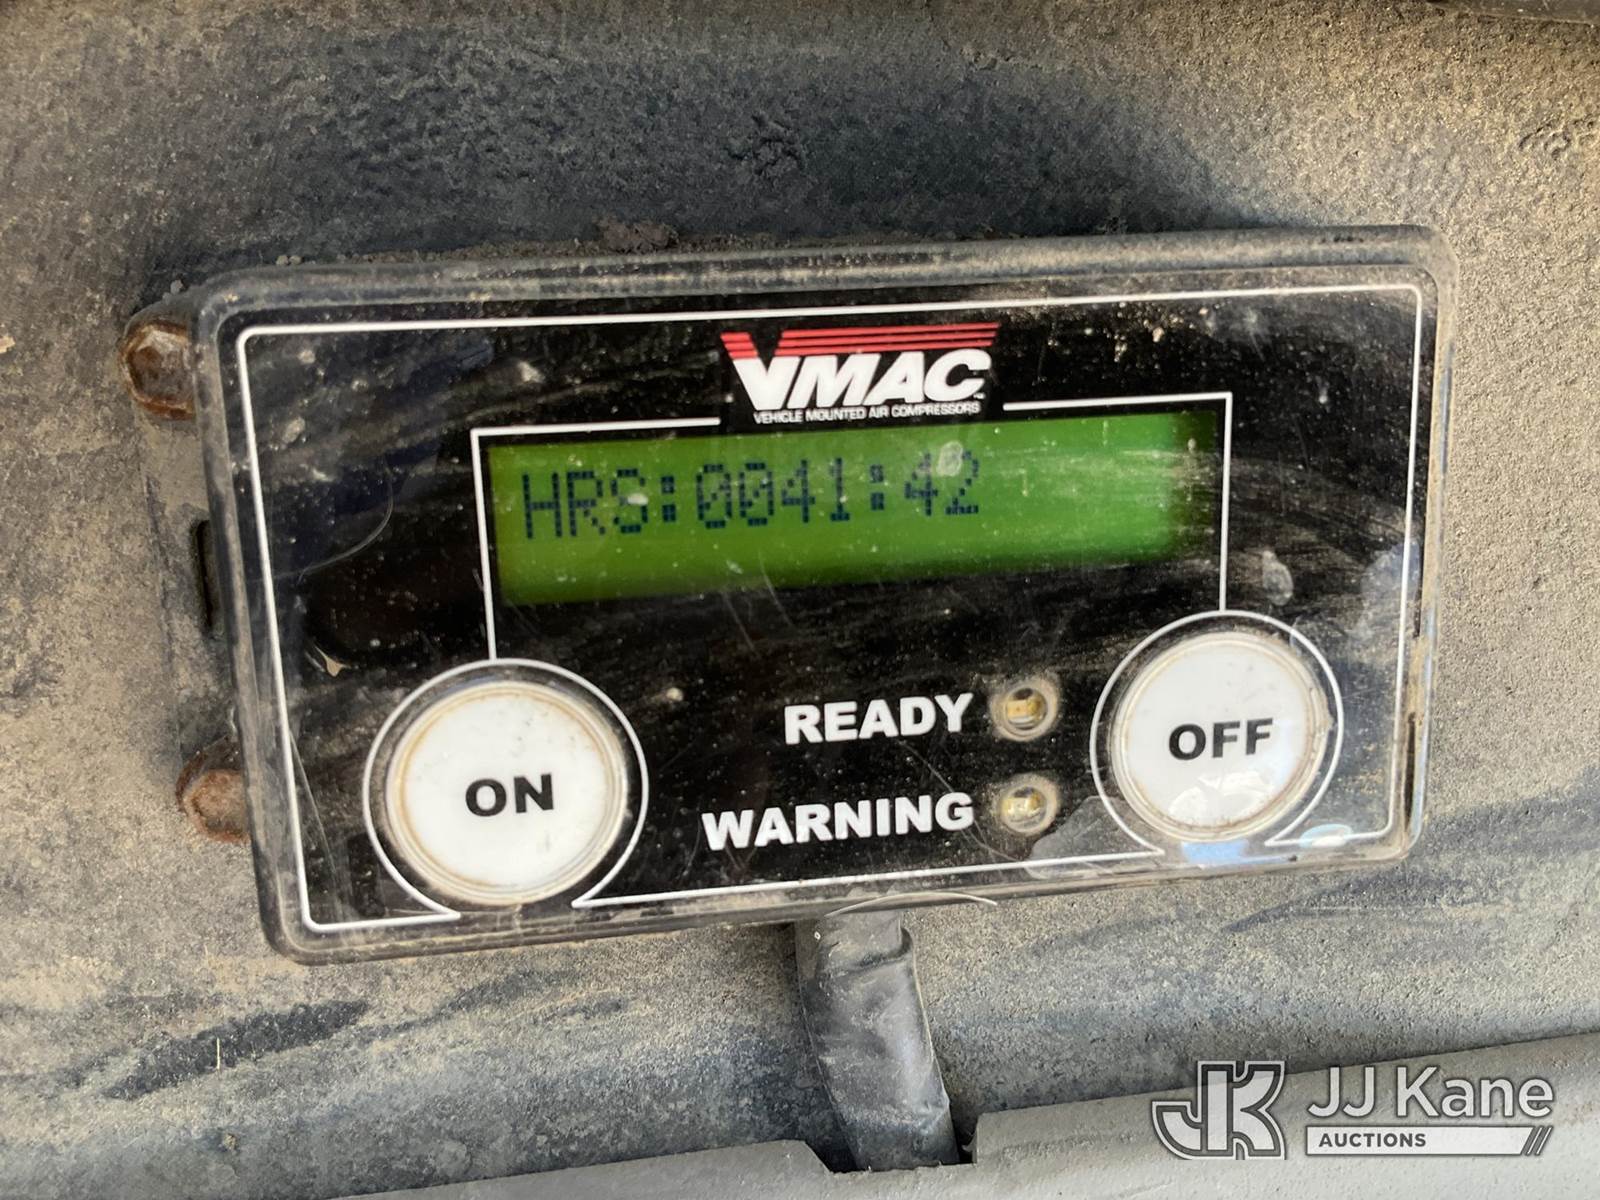 VMAC
VEHICLE MOUNTED AIR COMPRESSORS
HRS:0041:42
READY
WARNING
ON
OFF
JJ Kane
AUCTIONS